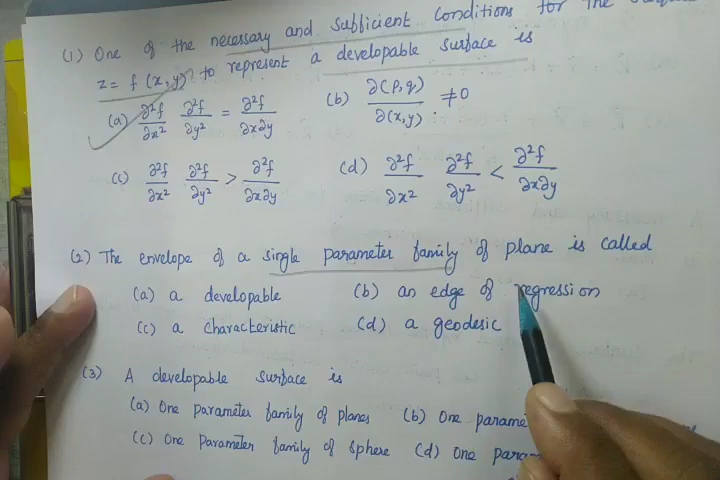 (1) One of the necessary and sufficient conditions for the
z = f(x,y) to represent a developable surface is
(a) ∂²f/∂x² ∂²f/∂y² = ∂²f/∂x∂y (b) ∂(p,q)/∂(x,y) ≠ 0
(c) ∂²f/∂x² ∂²f/∂y² > ∂²f/∂x∂y (d) ∂²f/∂x² ∂²f/∂y² < ∂²f/∂x∂y
(2) The envelope of a single parameter family of plane is called
(a) a developable (b) an edge of regression
(c) a characteristic (d) a geodesic
(3) A developable surface is
(a) One parameter family of planes (b) One parame
(c) One parameter family of sphere (d) One param